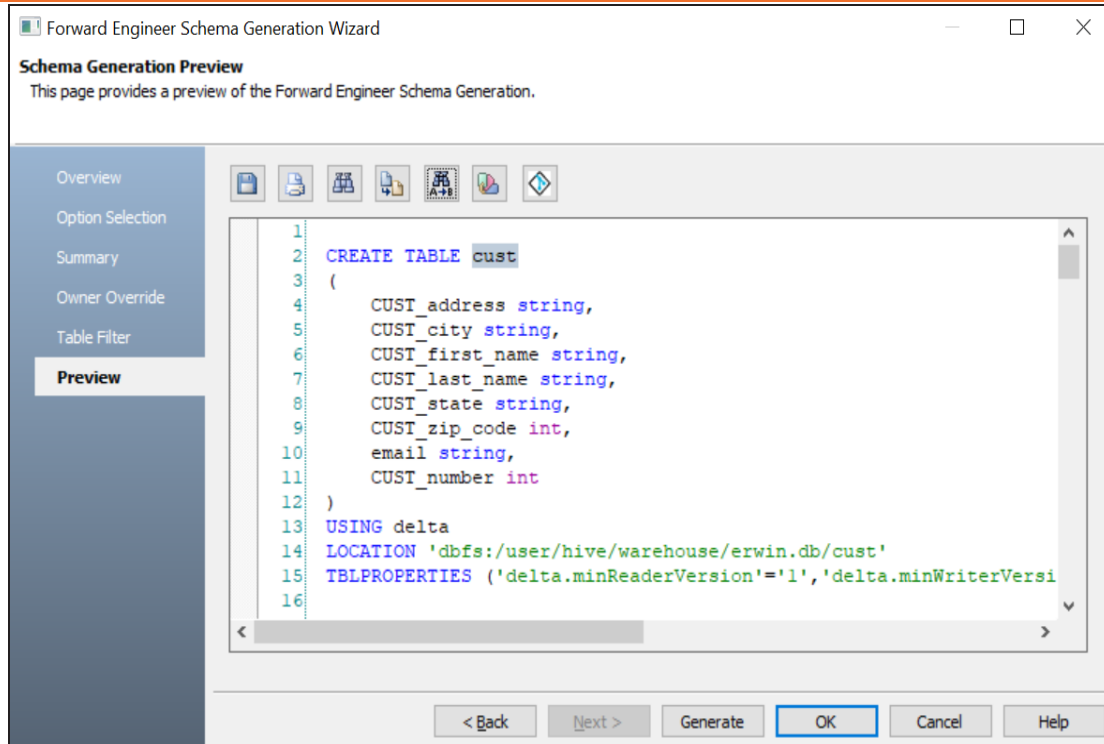 Forward Engineer Schema Generation Wizard
Schema Generation Preview
This page provides a preview of the Forward Engineer Schema Generation.
Overview
Option Selection
Summary
Owner Override
Table Filter
Preview
A→B
1
2 CREATE TABLE cust
3 (
4 CUST_address string,
5 CUST_city string,
6 CUST_first_name string,
7 CUST_last_name string,
8 CUST_state string,
9 CUST_zip_code int,
10 email string,
11 CUST_number int
12 )
13 USING delta
14 LOCATION 'dbfs:/user/hive/warehouse/erwin.db/cust'
15 TBLPROPERTIES ('delta.minReaderVersion'='1','delta.minWriterVersi
16
< Back Next > Generate OK Cancel Help